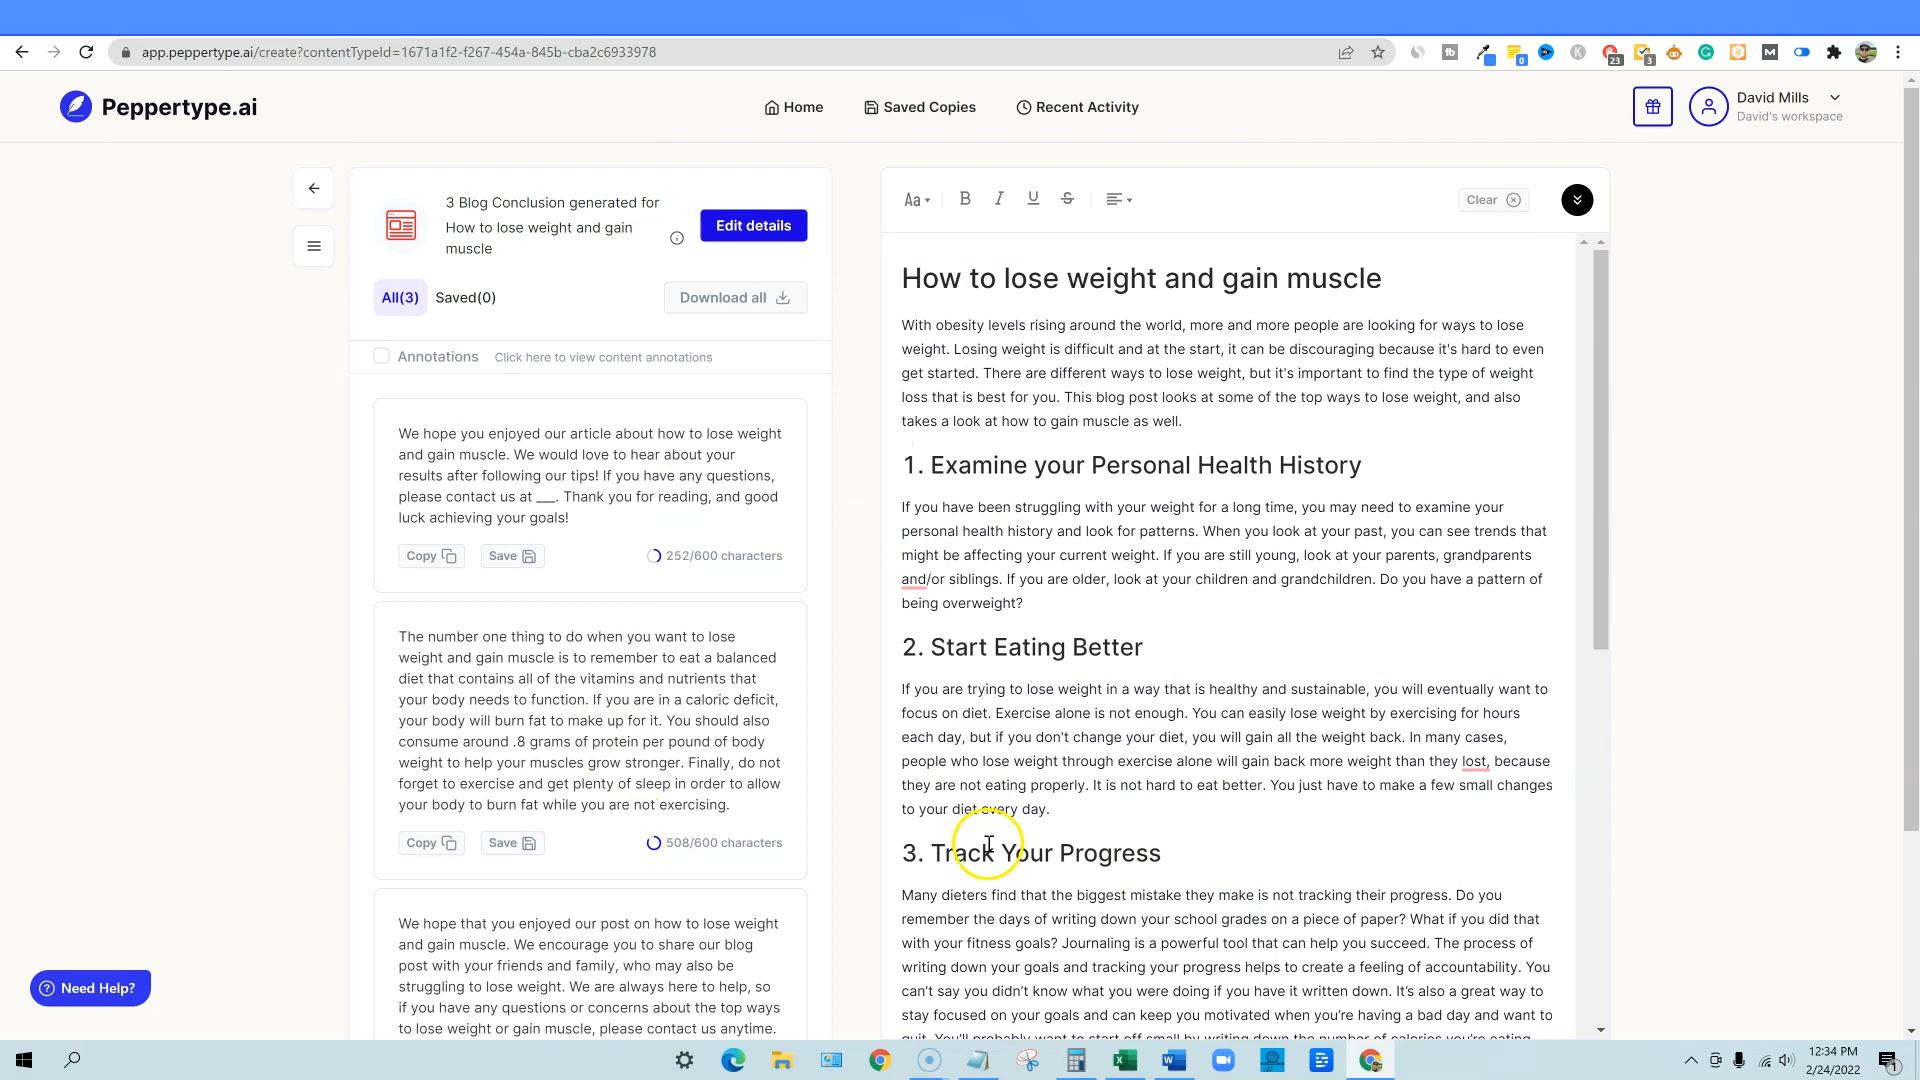 app.peppertype.ai/create?contentTypeId=1671a1f2-f267-454a-845b-cba2c6933978
Peppertype.ai
Home
Saved Copies
Recent Activity
David Mills
David's workspace
3 Blog Conclusion generated for
How to lose weight and gain
muscle
Edit details
All(3)
Saved(0)
Download all
Annotations
Click here to view content annotations
We hope you enjoyed our article about how to lose weight
and gain muscle. We would love to hear about your
results after following our tips! If you have any questions,
please contact us at ___. Thank you for reading, and good
luck achieving your goals!
Copy
Save
252/600 characters
The number one thing to do when you want to lose
weight and gain muscle is to remember to eat a balanced
diet that contains all of the vitamins and nutrients that
your body needs to function. If you are in a caloric deficit,
your body will burn fat to make up for it. You should also
consume around .8 grams of protein per pound of body
weight to help your muscles grow stronger. Finally, do not
forget to exercise and get plenty of sleep in order to allow
your body to burn fat while you are not exercising.
Copy
Save
508/600 characters
We hope that you enjoyed our post on how to lose weight
and gain muscle. We encourage you to share our blog
post with your friends and family, who may also be
struggling to lose weight. We are always here to help, so
if you have any questions or concerns about the top ways
to lose weight or gain muscle, please contact us anytime.
Need Help?
Aa
B
I
U
S
Clear
How to lose weight and gain muscle
With obesity levels rising around the world, more and more people are looking for ways to lose
weight. Losing weight is difficult and at the start, it can be discouraging because it's hard to even
get started. There are different ways to lose weight, but it's important to find the type of weight
loss that is best for you. This blog post looks at some of the top ways to lose weight, and also
takes a look at how to gain muscle as well.
1. Examine your Personal Health History
If you have been struggling with your weight for a long time, you may need to examine your
personal health history and look for patterns. When you look at your past, you can see trends that
might be affecting your current weight. If you are still young, look at your parents, grandparents
and/or siblings. If you are older, look at your children and grandchildren. Do you have a pattern of
being overweight?
2. Start Eating Better
If you are trying to lose weight in a way that is healthy and sustainable, you will eventually want to
focus on diet. Exercise alone is not enough. You can easily lose weight by exercising for hours
each day, but if you don't change your diet, you will gain all the weight back. In many cases,
people who lose weight through exercise alone will gain back more weight than they lost, because
they are not eating properly. It is not hard to eat better. You just have to make a few small changes
to your diet every day.
3. Track Your Progress
Many dieters find that the biggest mistake they make is not tracking their progress. Do you
remember the days of writing down your school grades on a piece of paper? What if you did that
with your fitness goals? Journaling is a powerful tool that can help you succeed. The process of
writing down your goals and tracking your progress helps to create a feeling of accountability. You
can't say you didn't know what you were doing if you have it written down. It's also a great way to
stay focused on your goals and can keep you motivated when you're having a bad day and want to
quit. You'll probably want to start off small by writing down the number of calories you're eating
12:34 PM
2/24/2022